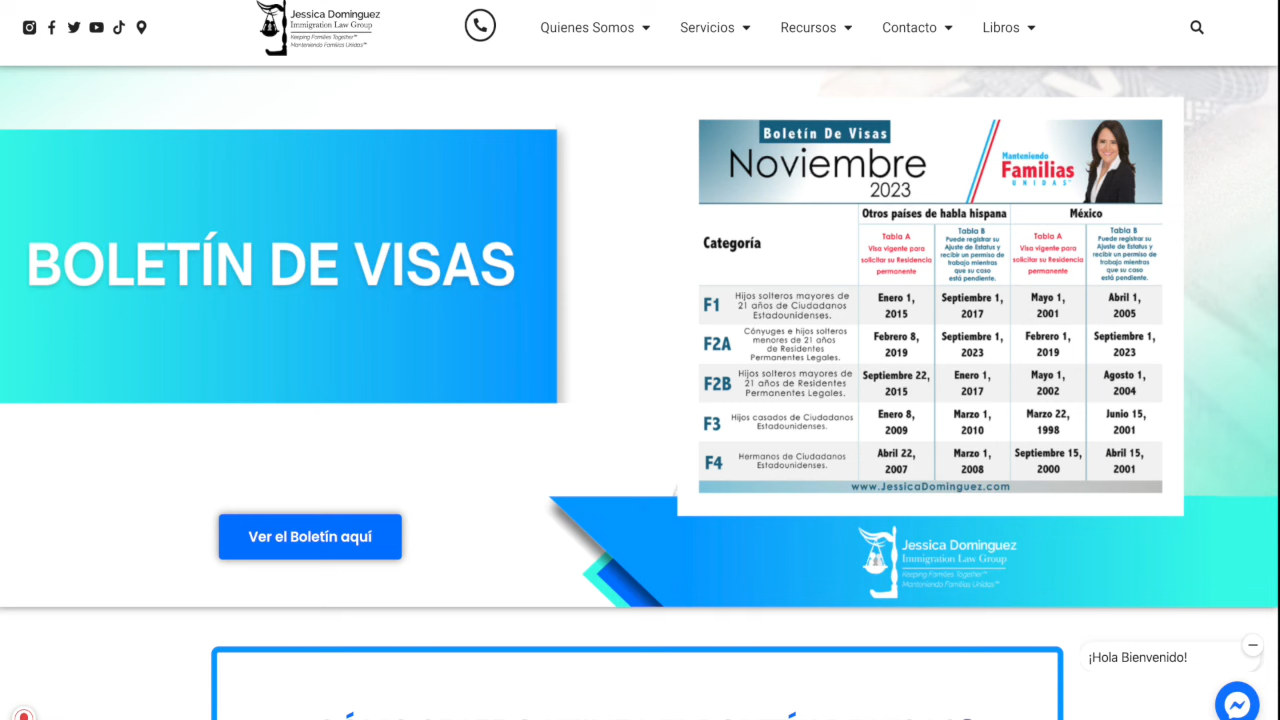 Jessica Dominguez
Immigration Law Group
Keeping Families Together™
Manteniendo Familias Unidas™
Quienes Somos
Servicios
Recursos
Contacto
Libros
BOLETÍN DE VISAS
Ver el Boletín aquí
Boletín De Visas
Noviembre
2023
Manteniendo
Familias
UNIDAS
Otros países de habla hispana
México
Categoría
Tabla A
Visa vigente para
solicitar su Residencia
permanente
Tabla B
Puede registrar su
Ajuste de Estatus y
recibir un permiso de
trabajo mientras
que su caso
está pendiente.
Tabla A
Visa vigente para
solicitar su Residencia
permanente
Tabla B
Puede registrar su
Ajuste de Estatus y
recibir un permiso de
trabajo mientras
que su caso
está pendiente.
F1
Hijos solteros mayores de
21 años de Ciudadanos
Estadounidenses.
Enero 1,
2015
Septiembre 1,
2017
Mayo 1,
2001
Abril 1,
2005
F2A
Cónyuges e hijos solteros
menores de 21 años
de Residentes
Permanentes Legales.
Febrero 8,
2019
Septiembre 1,
2023
Febrero 1,
2019
Septiembre 1,
2023
F2B
Hijos solteros mayores de
21 años de Residentes
Permanentes Legales.
Septiembre 22,
2015
Enero 1,
2017
Mayo 1,
2002
Agosto 1,
2004
F3
Hijos casados de Ciudadanos
Estadounidenses.
Enero 8,
2009
Marzo 1,
2010
Marzo 22,
1998
Junio 15,
2001
F4
Hermanos de Ciudadanos
Estadounidenses.
Abril 22,
2007
Marzo 1,
2008
Septiembre 15,
2000
Abril 15,
2001
www.JessicaDominguez.com
Jessica Dominguez
Immigration Law Group
Keeping Families Together™
Manteniendo Familias Unidas™
¡Hola Bienvenido!